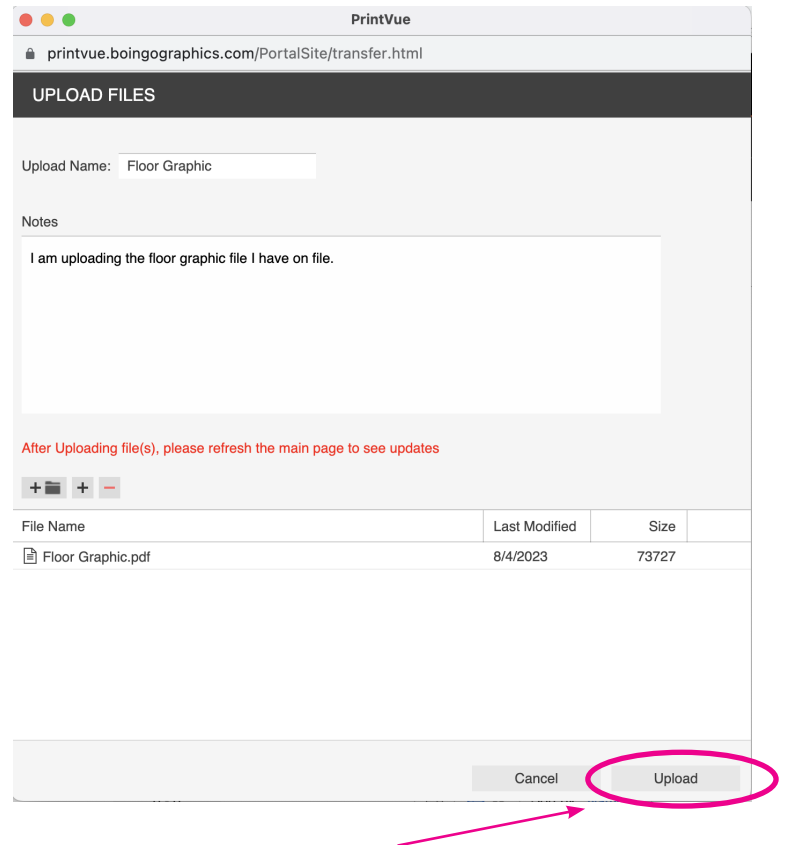 PrintVue
printvue.boingographics.com/PortalSite/transfer.html
UPLOAD FILES
Upload Name: Floor Graphic
Notes
I am uploading the floor graphic file I have on file.
After Uploading file(s), please refresh the main page to see updates
File Name Last Modified Size
Floor Graphic.pdf 8/4/2023 73727
Cancel Upload